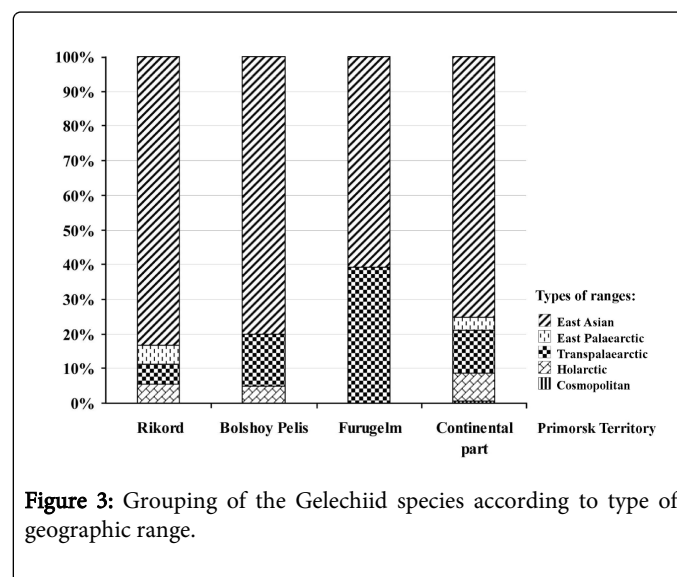 100%
90%
80%
70%
60%
50%
40%
30%
20%
10%
0%
Types of ranges:
East Asian
East Palaearctic
Transpalaearctic
Holarctic
Cosmopolitan
Rikord Bolshoy Pelis Furugelm Continental Primorsk Territory
part
Figure 3: Grouping of the Gelechiid species according to type of
geographic range.